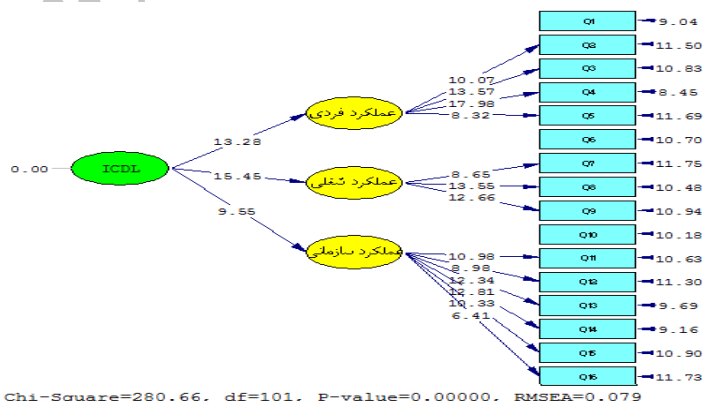 Q1 9.04
Q2 11.50
10.07
Q3 10.83
13.57
Q4 8.45
17.98
عملکرد فردی
8.32
Q5 11.69
13.28
Q6 10.70
0.00 ICDL
8.65
Q7 11.75
15.45
عملکرد شغلی
13.55
Q8 10.48
12.66
Q9 10.94
9.55
Q10 10.18
عملکرد سازمانی
10.98
Q11 10.63
8.98
Q12 11.30
12.34
12.81
Q13 9.69
10.33
Q14 9.16
6.41
Q15 10.90
Q16 11.73
Chi-Square=280.66, df=101, P-value=0.00000, RMSEA=0.079